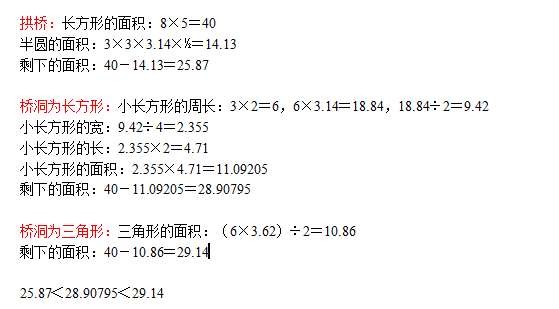 拱桥：长方形的面积：8×5＝40
半圆的面积：3×3×3.14×½＝14.13
剩下的面积：40－14.13＝25.87
桥洞为长方形：小长方形的周长：3×2＝6，6×3.14＝18.84，18.84÷2＝9.42
小长方形的宽：9.42÷4＝2.355
小长方形的长：2.355×2＝4.71
小长方形的面积：2.355×4.71＝11.09205
剩下的面积：40－11.09205＝28.90795
桥洞为三角形：三角形的面积：（6×3.62）÷2＝10.86
剩下的面积：40－10.86＝29.14
25.87＜28.90795＜29.14